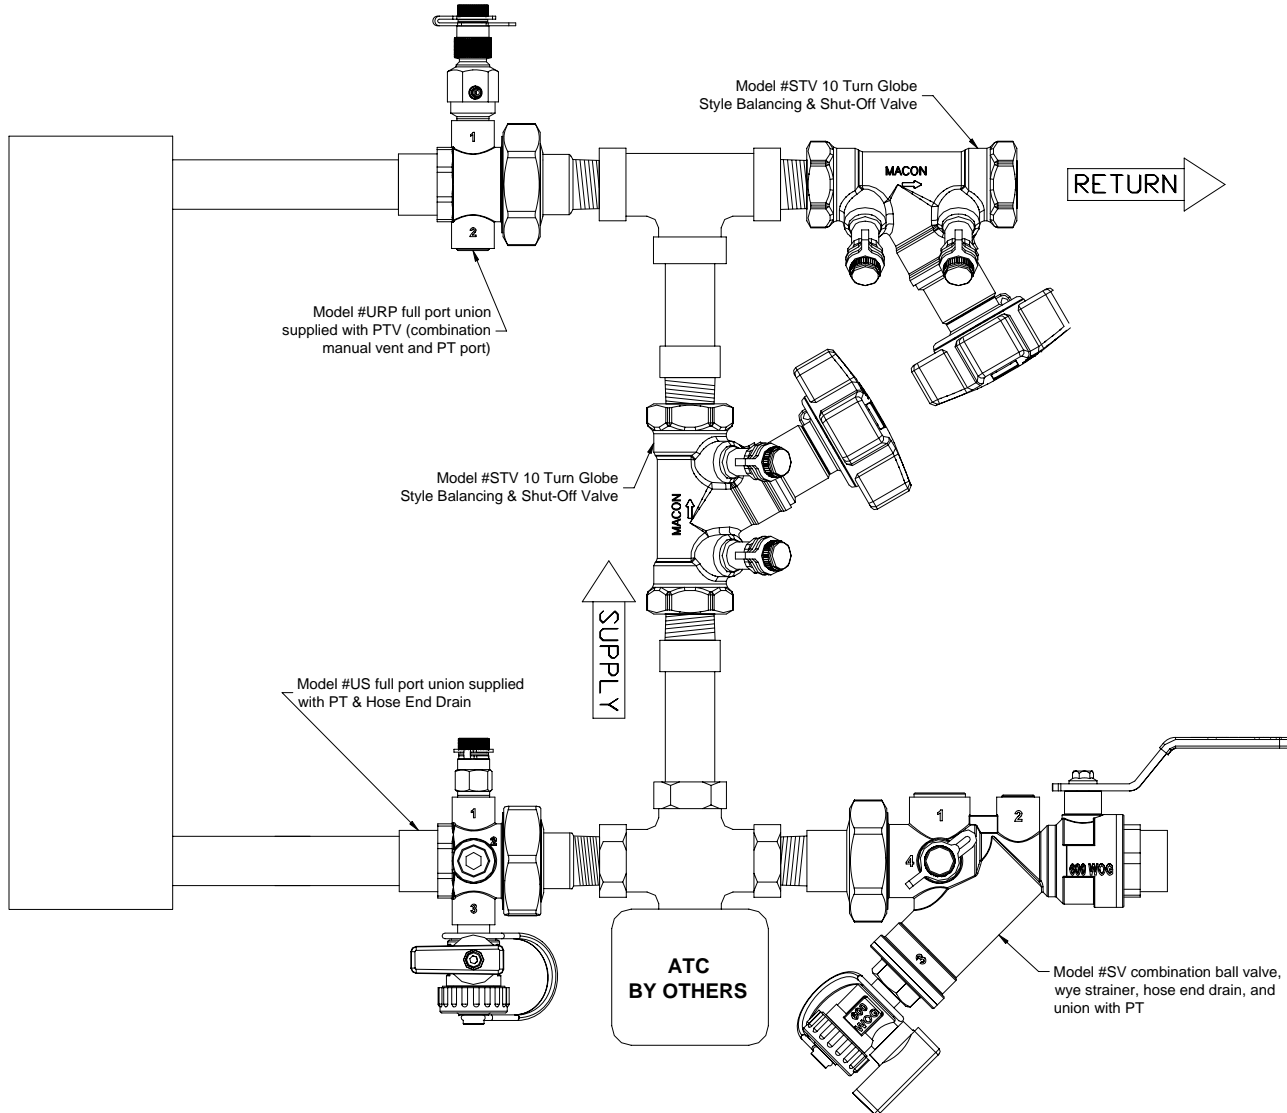 1
Model #STV 10 Turn Globe
Style Balancing & Shut-Off Valve
MACON
RETURN
2
Model #URP full port union
supplied with PTV (combination
manual vent and PT port)
Model #STV 10 Turn Globe
Style Balancing & Shut-Off Valve
MACON
SUPPLY
Model #US full port union supplied
with PT & Hose End Drain
1
2
3
1
2
4
600 WOG
3
ATC
BY OTHERS
600
WOG
Model #SV combination ball valve,
wye strainer, hose end drain, and
union with PT